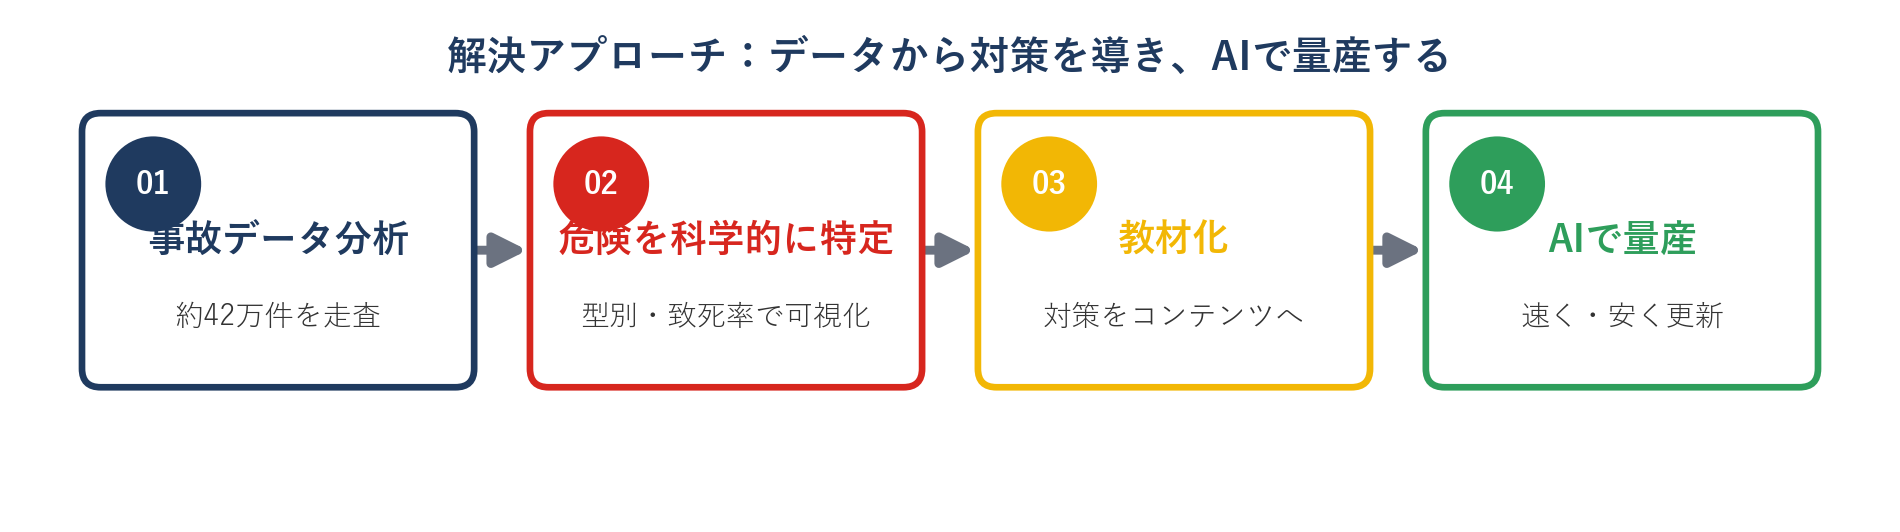 解決アプローチ：データから対策を導き、AIで量産する
01
事故データ分析
約42万件を走査
02
危険を科学的に特定
型別・致死率で可視化
03
教材化
対策をコンテンツへ
04
AIで量産
速く・安く更新